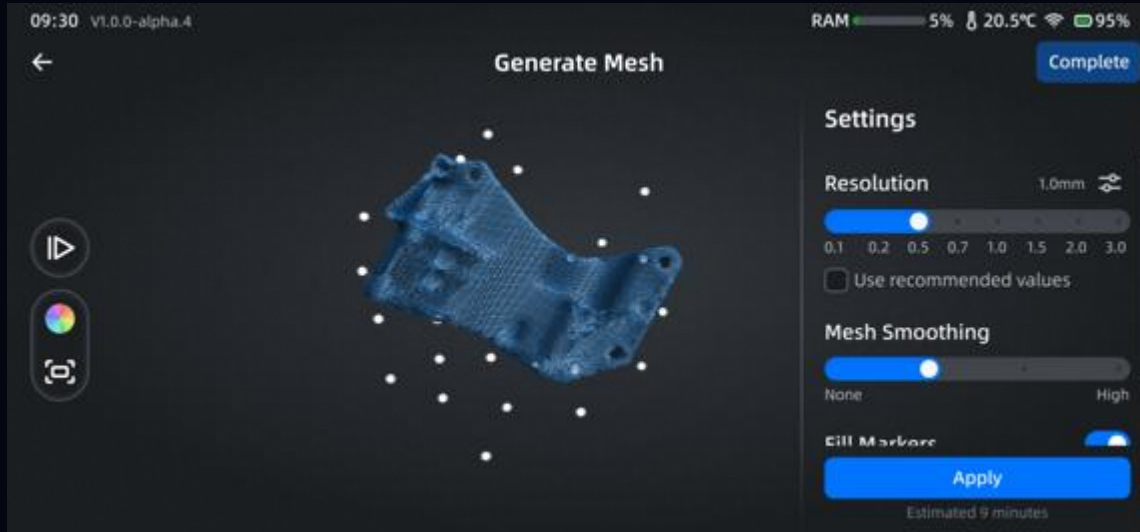 09:30 V1.0.0-alpha.4 RAM 5% 20.5℃ 95%
Generate Mesh
Complete
Settings
Resolution 1.0mm
0.1 0.2 0.5 0.7 1.0 1.5 2.0 3.0
Use recommended values
Mesh Smoothing
None High
Fill Markers
Apply
Estimated 9 minutes